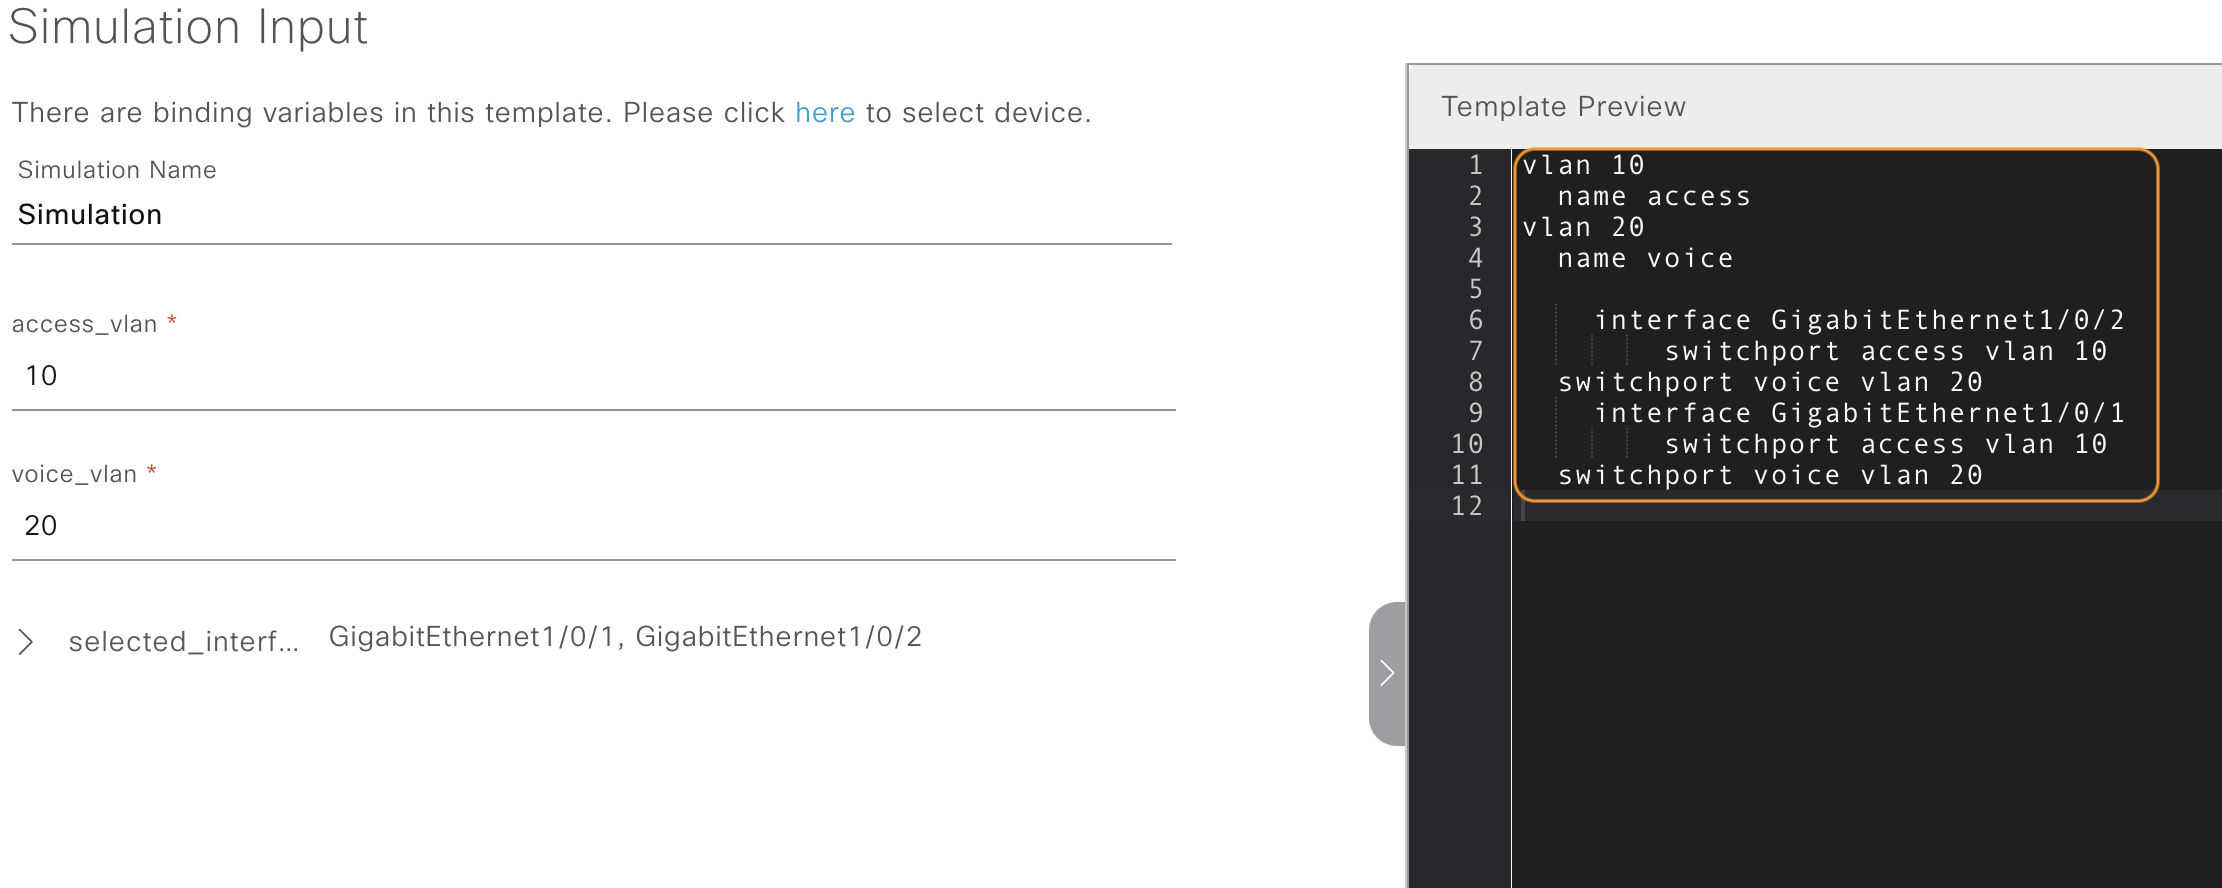 Simulation Input
There are binding variables in this template. Please click here to select device.
Simulation Name
Simulation
access_vlan *
10
voice_vlan *
20
selected_interf... GigabitEthernet1/0/1, GigabitEthernet1/0/2
Template Preview
1 vlan 10
2   name access
3 vlan 20
4   name voice
5
6     interface GigabitEthernet1/0/2
7         switchport access vlan 10
8   switchport voice vlan 20
9     interface GigabitEthernet1/0/1
10         switchport access vlan 10
11   switchport voice vlan 20
12